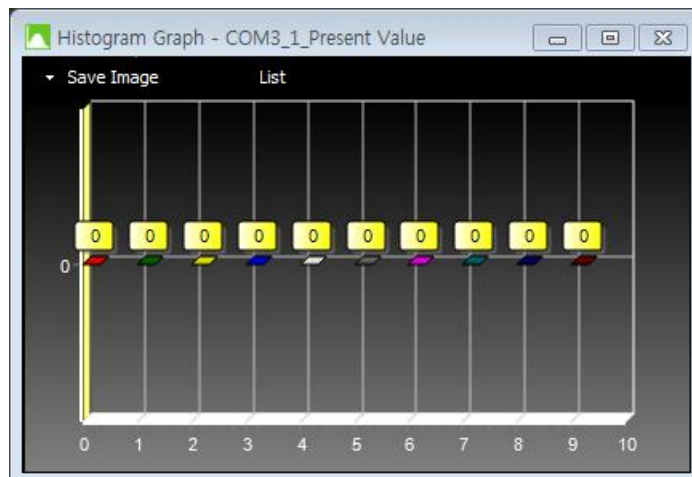 Histogram Graph - COM3_1_Present Value
Save Image List
0 0 0 0 0 0 0 0 0 0
0
0 1 2 3 4 5 6 7 8 9 10